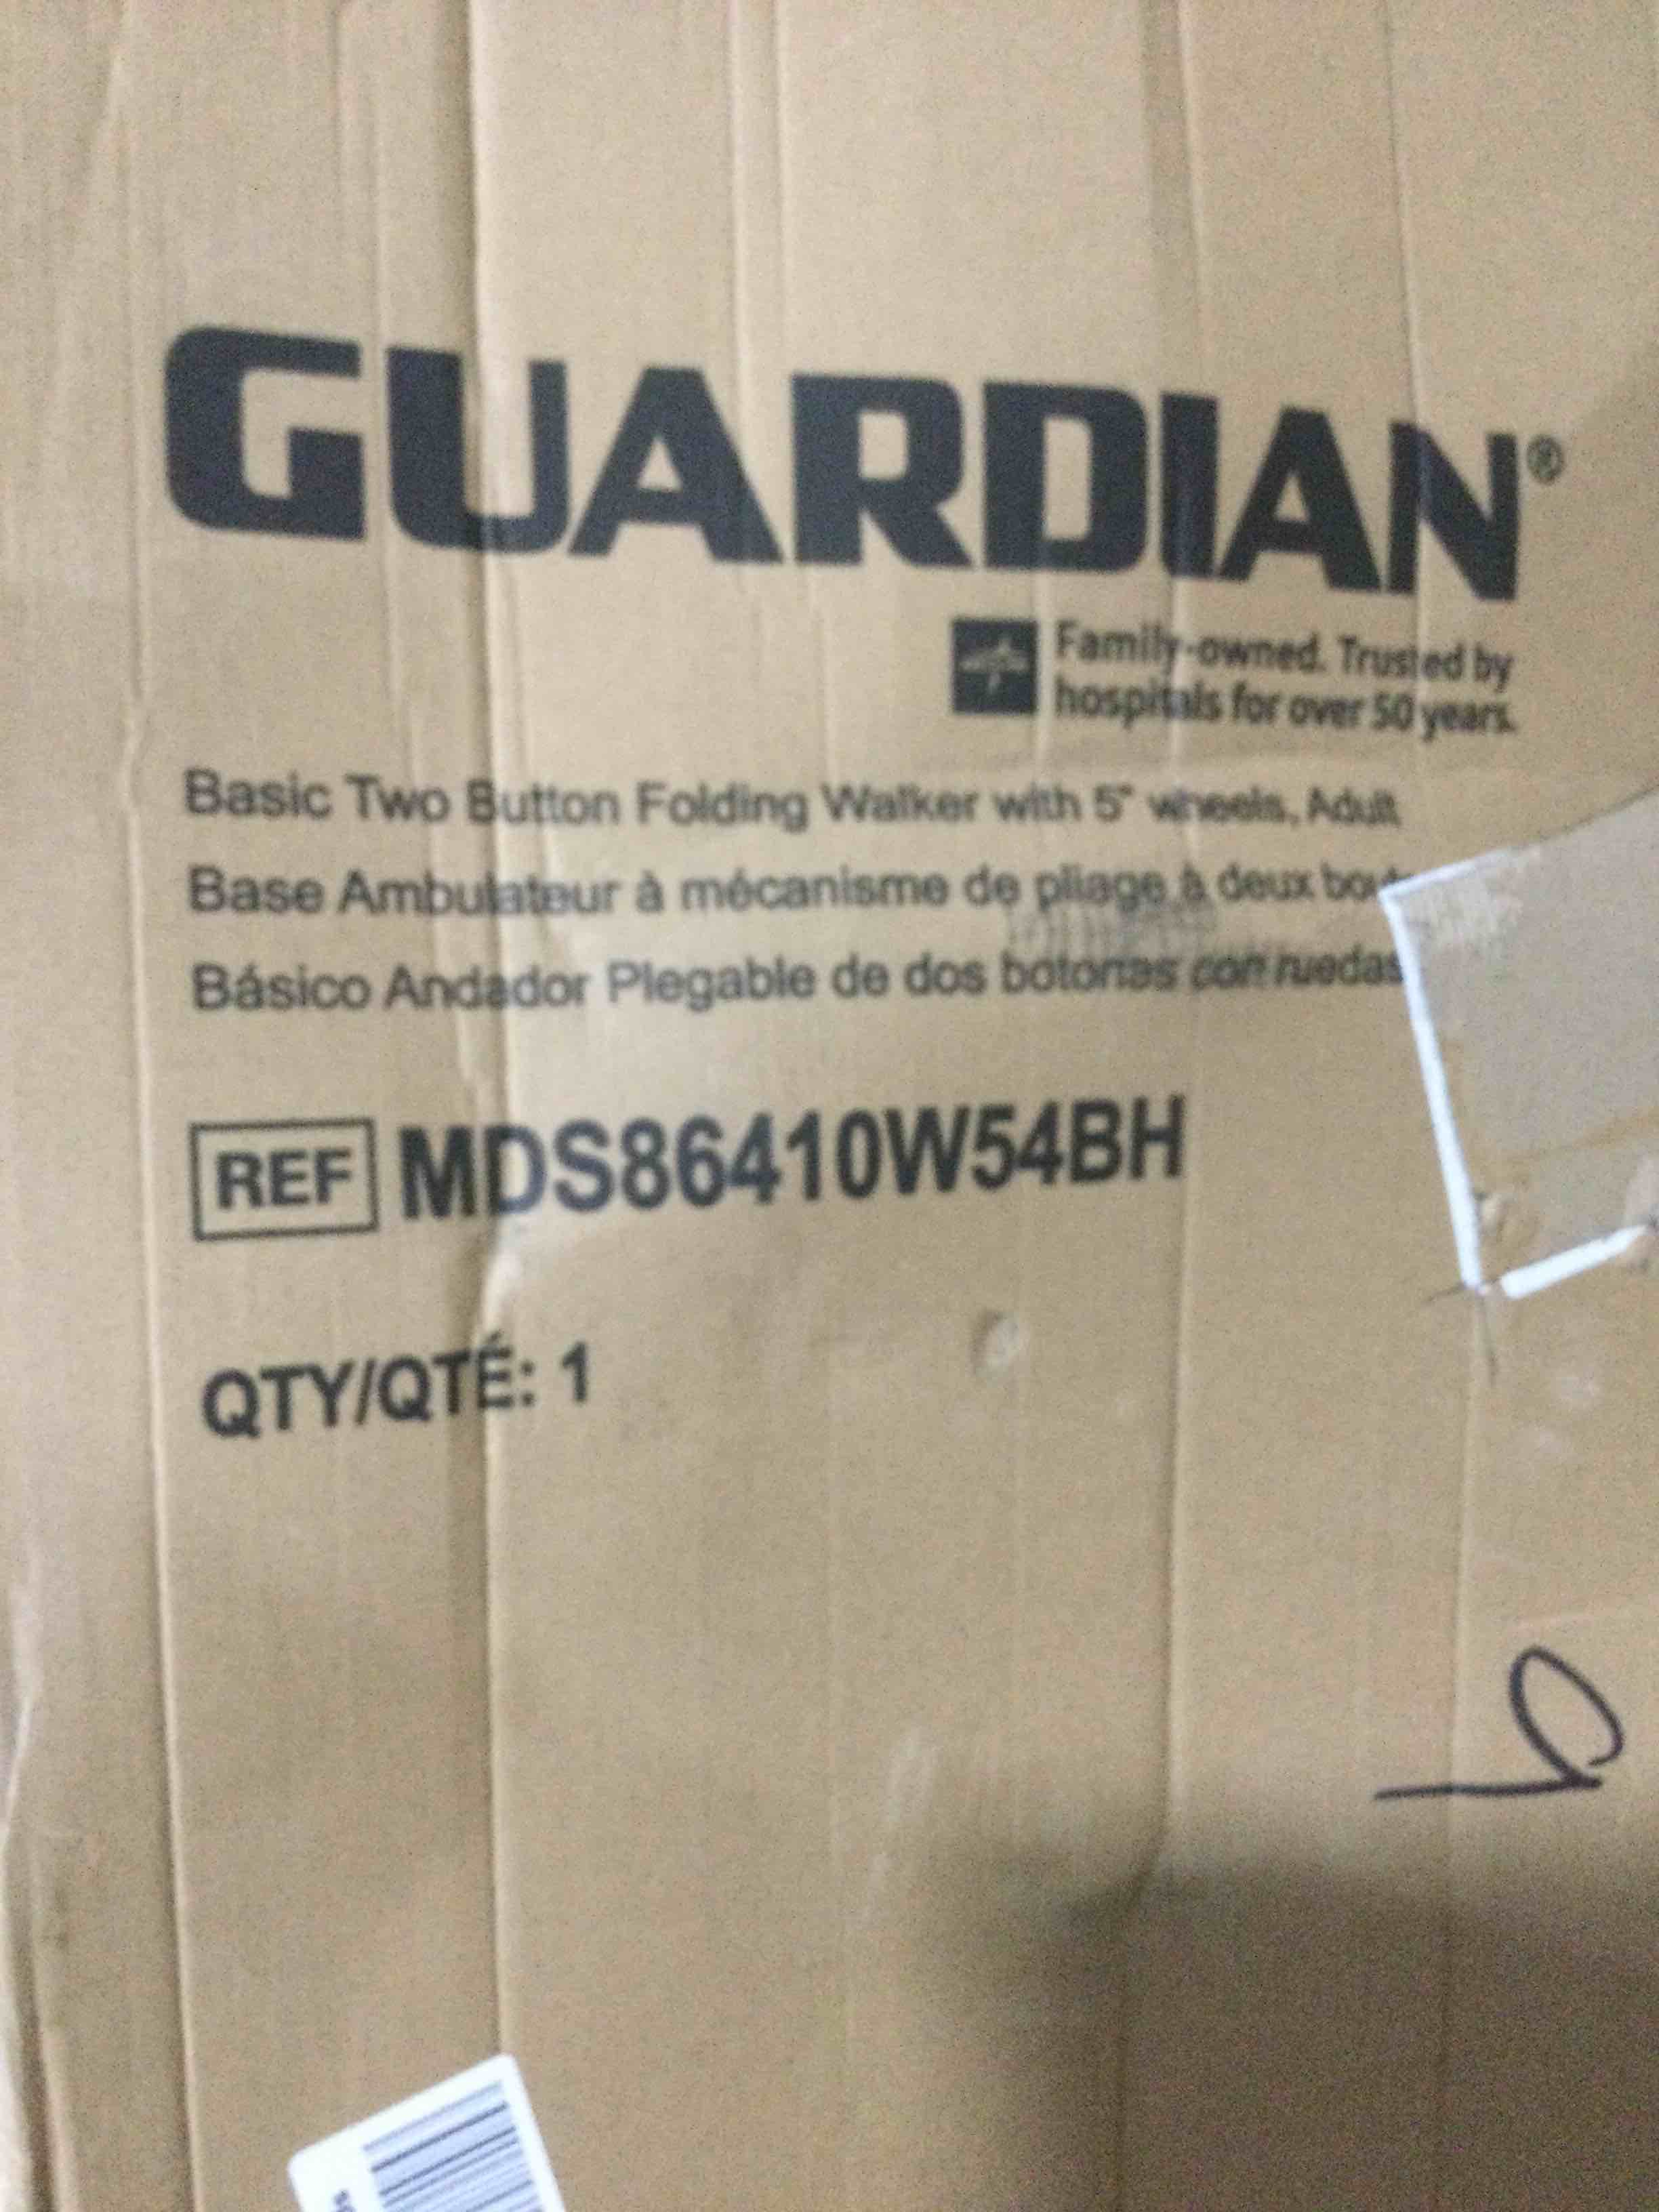 GUARDIAN®
Family-owned. Trusted by
hospitals for over 50 years.
Basic Two Button Folding Walker with 5" wheels, Adult
Base Ambulateur à mécanisme de pliage à deux bout
Básico Andador Plegable de dos botones con ruedas
REF MDS86410W54BH
QTY/QTÉ: 1